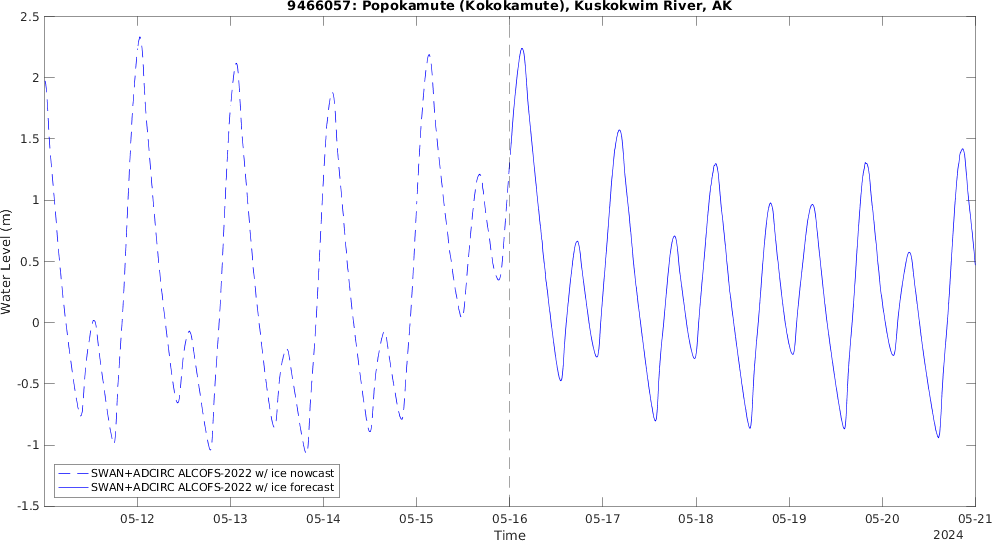 9466057: Popokamute (Kokokamute), Kuskokwim River, AK
2.5
2
1.5
1
0.5
0
-0.5
-1
-1.5
Water Level (m)
SWAN+ADCIRC ALCOFS-2022 w/ ice nowcast
SWAN+ADCIRC ALCOFS-2022 w/ ice forecast
05-12 05-13 05-14 05-15 05-16 05-17 05-18 05-19 05-20 05-21
Time
2024